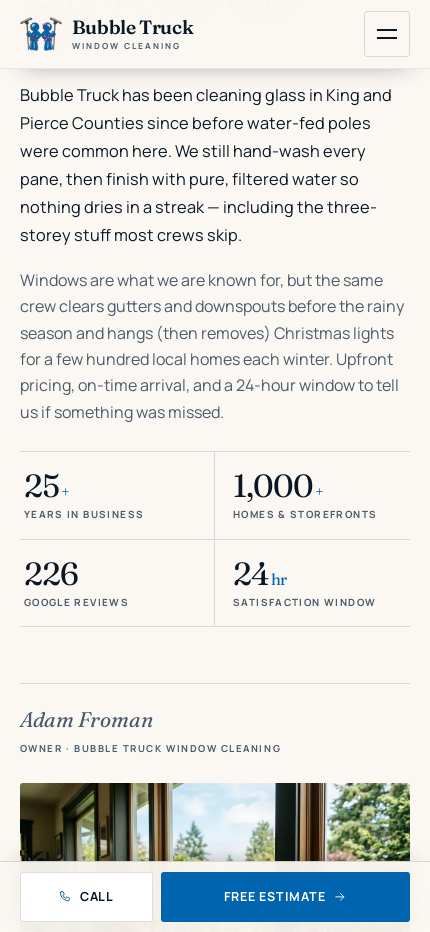 Bubble Truck
WINDOW CLEANING
Bubble Truck has been cleaning glass in King and
Pierce Counties since before water-fed poles
were common here. We still hand-wash every
pane, then finish with pure, filtered water so
nothing dries in a streak — including the three-
storey stuff most crews skip.
Windows are what we are known for, but the same
crew clears gutters and downspouts before the rainy
season and hangs (then removes) Christmas lights
for a few hundred local homes each winter. Upfront
pricing, on-time arrival, and a 24-hour window to tell
us if something was missed.
25+
YEARS IN BUSINESS
1,000+
HOMES & STOREFRONTS
226
GOOGLE REVIEWS
24 hr
SATISFACTION WINDOW
Adam Froman
OWNER · BUBBLE TRUCK WINDOW CLEANING
CALL
FREE ESTIMATE →